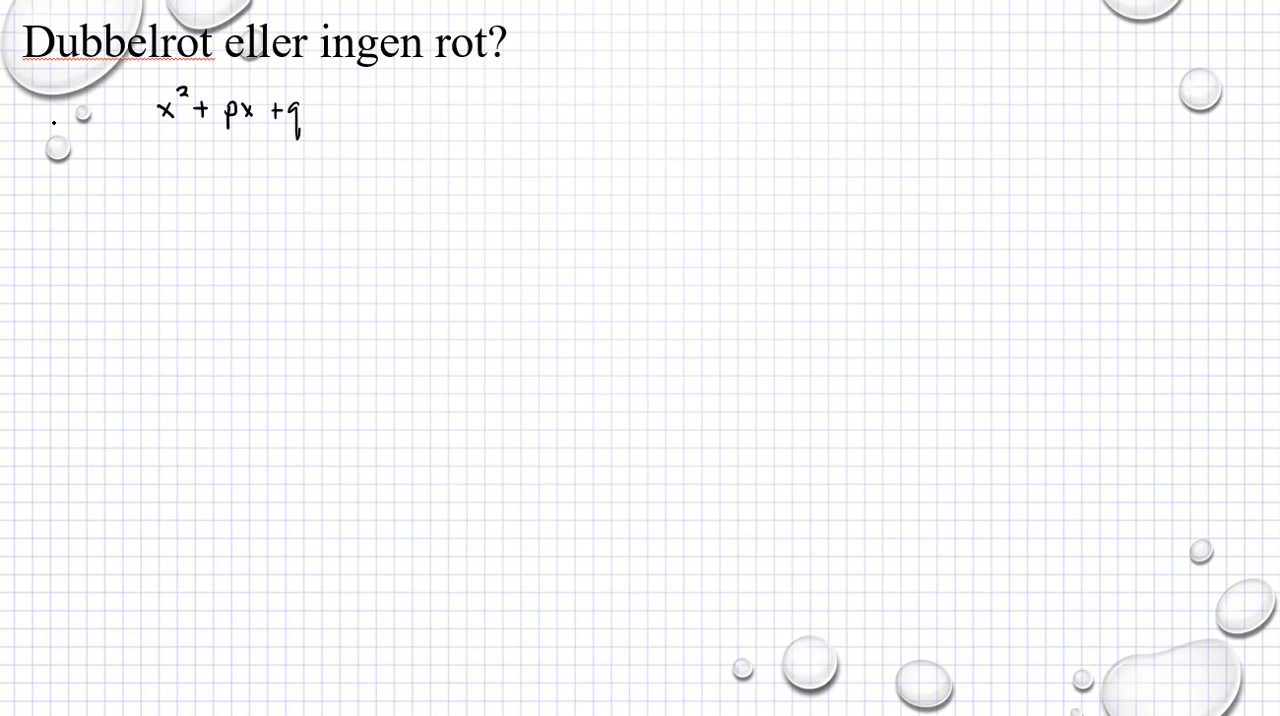 Dubbelrot eller ingen rot?
x² + px + q